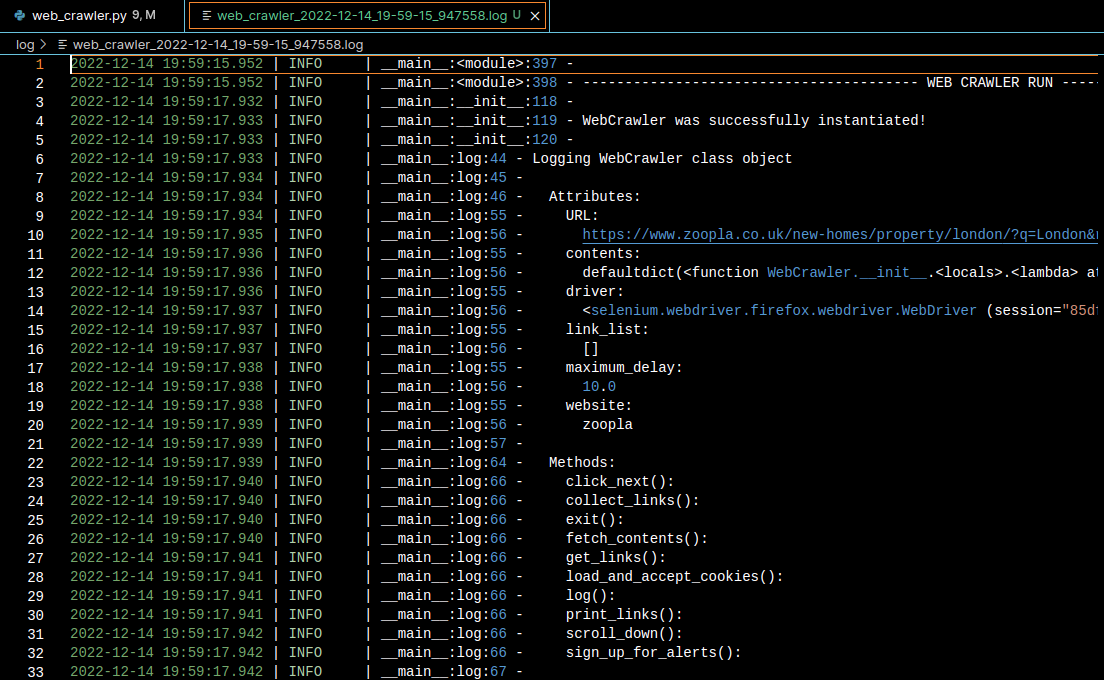 web_crawler.py 9, M
web_crawler_2022-12-14_19-59-15_947558.log U
log > web_crawler_2022-12-14_19-59-15_947558.log
1 2022-12-14 19:59:15.952 | INFO | __main__:<module>:397 -
2 2022-12-14 19:59:15.952 | INFO | __main__:<module>:398 - ---------------------------------------- WEB CRAWLER RUN -----
3 2022-12-14 19:59:17.932 | INFO | __main__:__init__:118 -
4 2022-12-14 19:59:17.933 | INFO | __main__:__init__:119 - WebCrawler was successfully instantiated!
5 2022-12-14 19:59:17.933 | INFO | __main__:__init__:120 -
6 2022-12-14 19:59:17.933 | INFO | __main__:log:44 - Logging WebCrawler class object
7 2022-12-14 19:59:17.934 | INFO | __main__:log:45 -
8 2022-12-14 19:59:17.934 | INFO | __main__:log:46 - Attributes:
9 2022-12-14 19:59:17.934 | INFO | __main__:log:55 - URL:
10 2022-12-14 19:59:17.935 | INFO | __main__:log:56 - https://www.zoopla.co.uk/new-homes/property/london/?q=London&
11 2022-12-14 19:59:17.936 | INFO | __main__:log:55 - contents:
12 2022-12-14 19:59:17.936 | INFO | __main__:log:56 - defaultdict(<function WebCrawler.__init__.<locals>.<lambda> at
13 2022-12-14 19:59:17.936 | INFO | __main__:log:55 - driver:
14 2022-12-14 19:59:17.937 | INFO | __main__:log:56 - <selenium.webdriver.firefox.webdriver.WebDriver (session="85d
15 2022-12-14 19:59:17.937 | INFO | __main__:log:55 - link_list:
16 2022-12-14 19:59:17.937 | INFO | __main__:log:56 - []
17 2022-12-14 19:59:17.938 | INFO | __main__:log:55 - maximum_delay:
18 2022-12-14 19:59:17.938 | INFO | __main__:log:56 - 10.0
19 2022-12-14 19:59:17.938 | INFO | __main__:log:55 - website:
20 2022-12-14 19:59:17.939 | INFO | __main__:log:56 - zoopla
21 2022-12-14 19:59:17.939 | INFO | __main__:log:57 -
22 2022-12-14 19:59:17.939 | INFO | __main__:log:64 - Methods:
23 2022-12-14 19:59:17.940 | INFO | __main__:log:66 - click_next():
24 2022-12-14 19:59:17.940 | INFO | __main__:log:66 - collect_links():
25 2022-12-14 19:59:17.940 | INFO | __main__:log:66 - exit():
26 2022-12-14 19:59:17.940 | INFO | __main__:log:66 - fetch_contents():
27 2022-12-14 19:59:17.941 | INFO | __main__:log:66 - get_links():
28 2022-12-14 19:59:17.941 | INFO | __main__:log:66 - load_and_accept_cookies():
29 2022-12-14 19:59:17.941 | INFO | __main__:log:66 - log():
30 2022-12-14 19:59:17.941 | INFO | __main__:log:66 - print_links():
31 2022-12-14 19:59:17.942 | INFO | __main__:log:66 - scroll_down():
32 2022-12-14 19:59:17.942 | INFO | __main__:log:66 - sign_up_for_alerts():
33 2022-12-14 19:59:17.942 | INFO | __main__:log:67 -